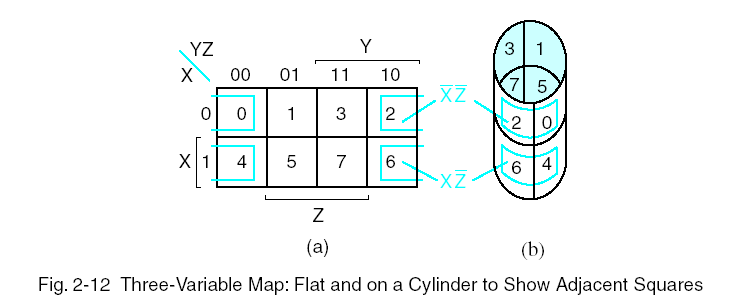 YZ
Y
X
00 01 11 10
0 0 1 3 2
X̅Z̅
X 1 4 5 7 6
XZ̅
Z
(a)
3 1
7 5
2 0
6 4
(b)
Fig. 2-12 Three-Variable Map: Flat and on a Cylinder to Show Adjacent Squares